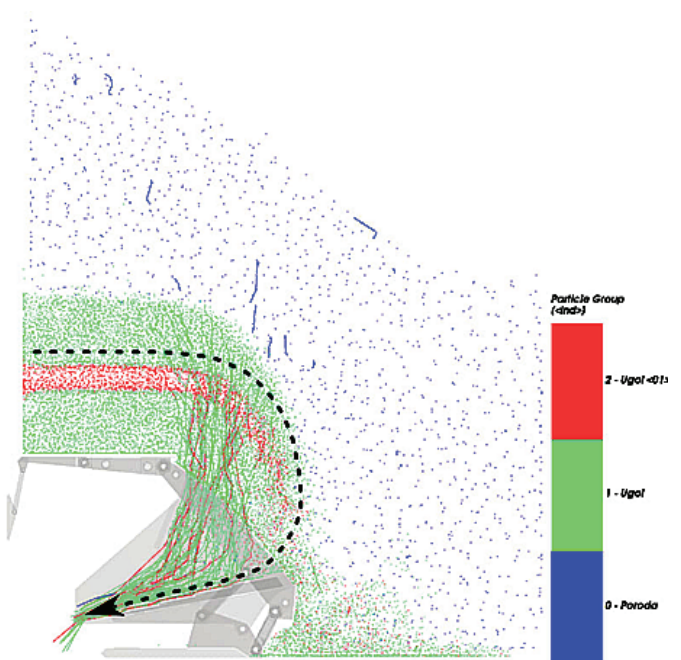 Particle Group
(<ind>)
2 - Ugol <01>
1 - Ugol
0 - Poroda